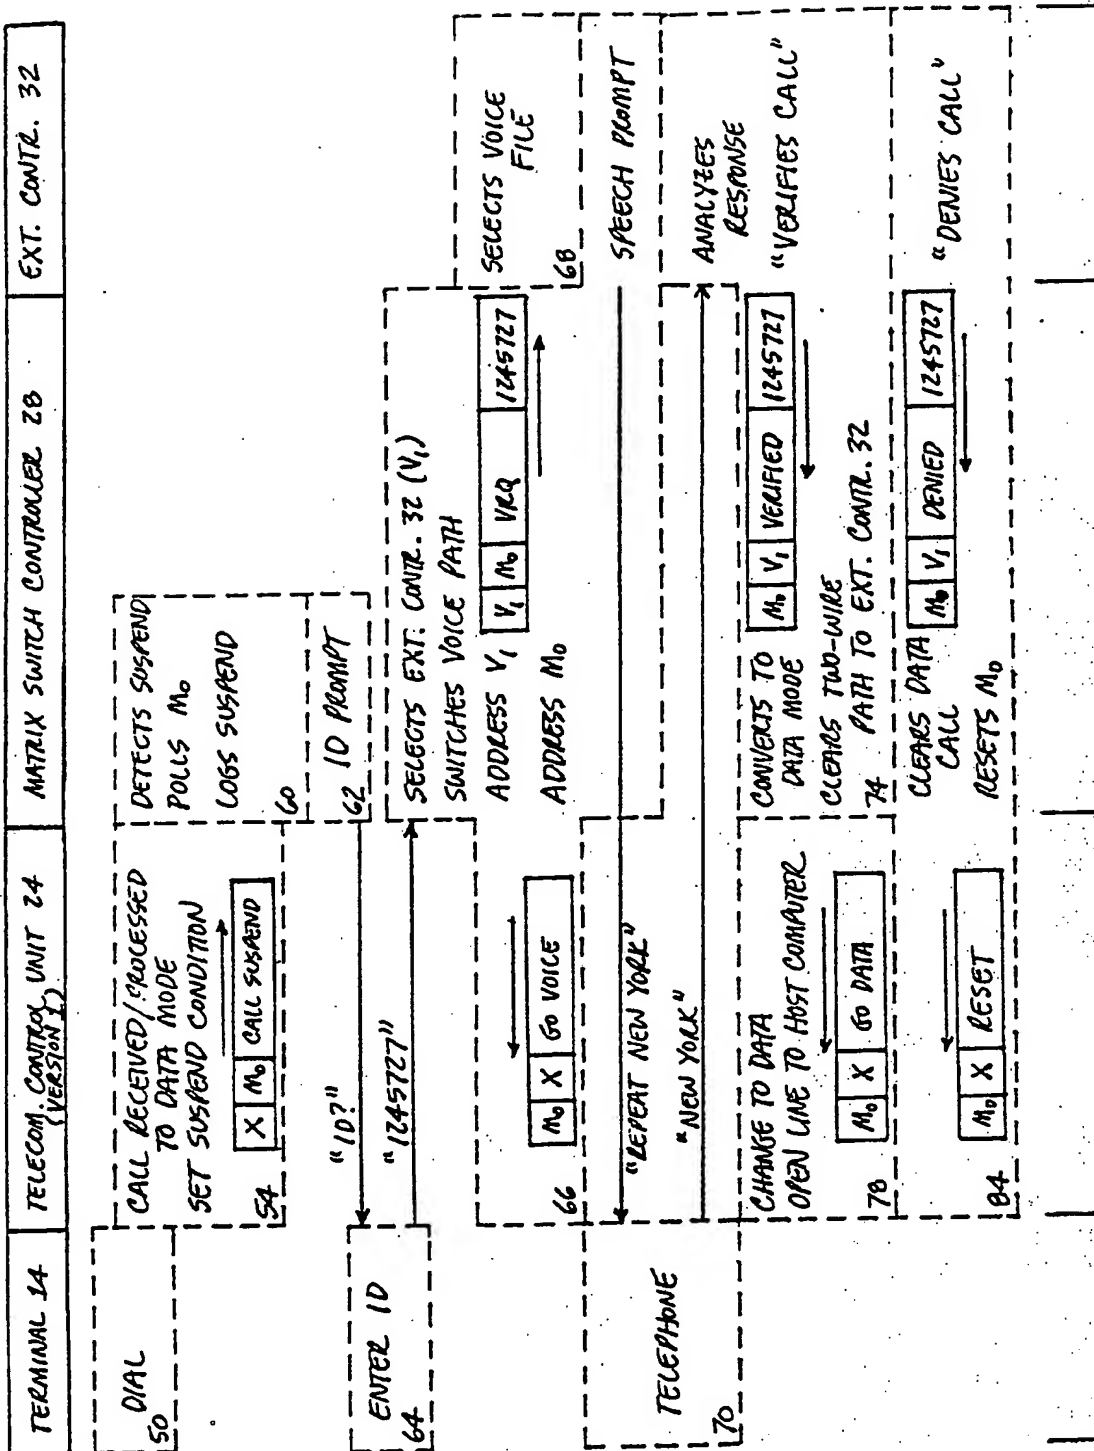 TERMINAL 14
TELECOM. CONTROL UNIT 24
(VERSION I)
MATRIX SWITCH CONTROLLER 28
EXT. CONTR. 32
DIAL
50
CALL RECEIVED/PROCESSED
TO DATA MODE
SET SUSPEND CONDITION
X M₀ CALL SUSPEND
54
DETECTS SUSPEND
POLLS M₀
LOGS SUSPEND
60
ID PROMPT
62
"ID?"
ENTER ID
64
"1245727"
SELECTS EXT. CONTR. 32 (V₁)
SWITCHES VOICE PATH
ADDRESS V₁
V₁ M₀ VRQ 1245727
ADDRESS M₀
SELECTS VOICE
FILE
68
M₀ X GO VOICE
66
SPEECH PROMPT
"REPEAT NEW YORK"
TELEPHONE
70
"NEW YORK"
ANALYZES
RESPONSE
"VERIFIES CALL"
M₀ V₁ VERIFIED 1245727
CONVERTS TO
DATA MODE
CLEARS TWO-WIRE
74 PATH TO EXT. CONTR. 32
CHANGE TO DATA
OPEN LINE TO HOST COMPUTER
M₀ X GO DATA
78
"DENIES CALL"
M₀ V₁ DENIED 1245727
CLEARS DATA
CALL
RESETS M₀
M₀ X RESET
84